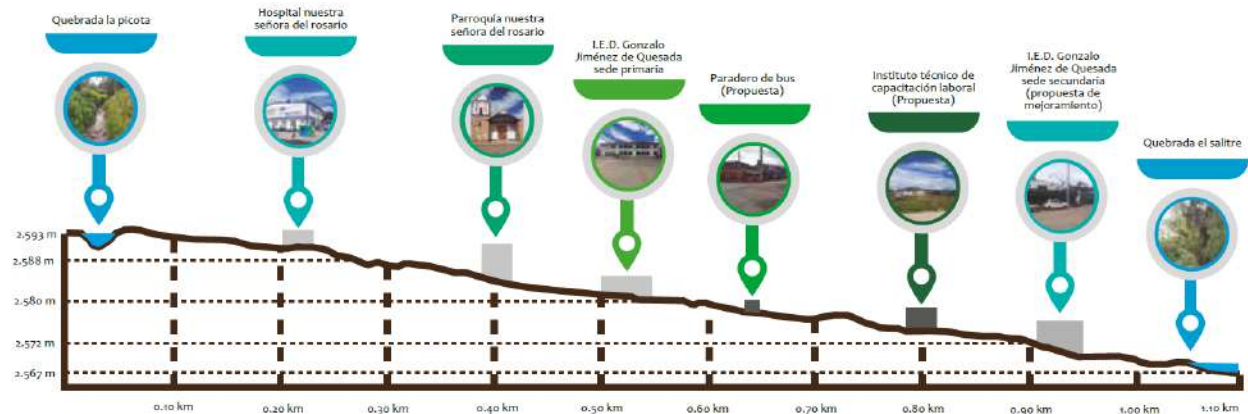 Quebrada la picota
Hospital nuestra
señora del rosario
Parroquía nuestra
señora del rosario
I.E.D. Gonzalo
Jiménez de Quesada
sede primaria
Paradero de bus
(Propuesta)
Instituto técnico de
capacitación laboral
(Propuesta)
I.E.D. Gonzalo
Jiménez de Quesada
sede secundaria
(propuesta de
mejoramiento)
Quebrada el salitre
2.593 m
2.588 m
2.580 m
2.572 m
2.567 m
0.10 km
0.20 km
0.30 km
0.40 km
0.50 km
0.60 km
0.70 km
0.80 km
0.90 km
1.00 km
1.10 km